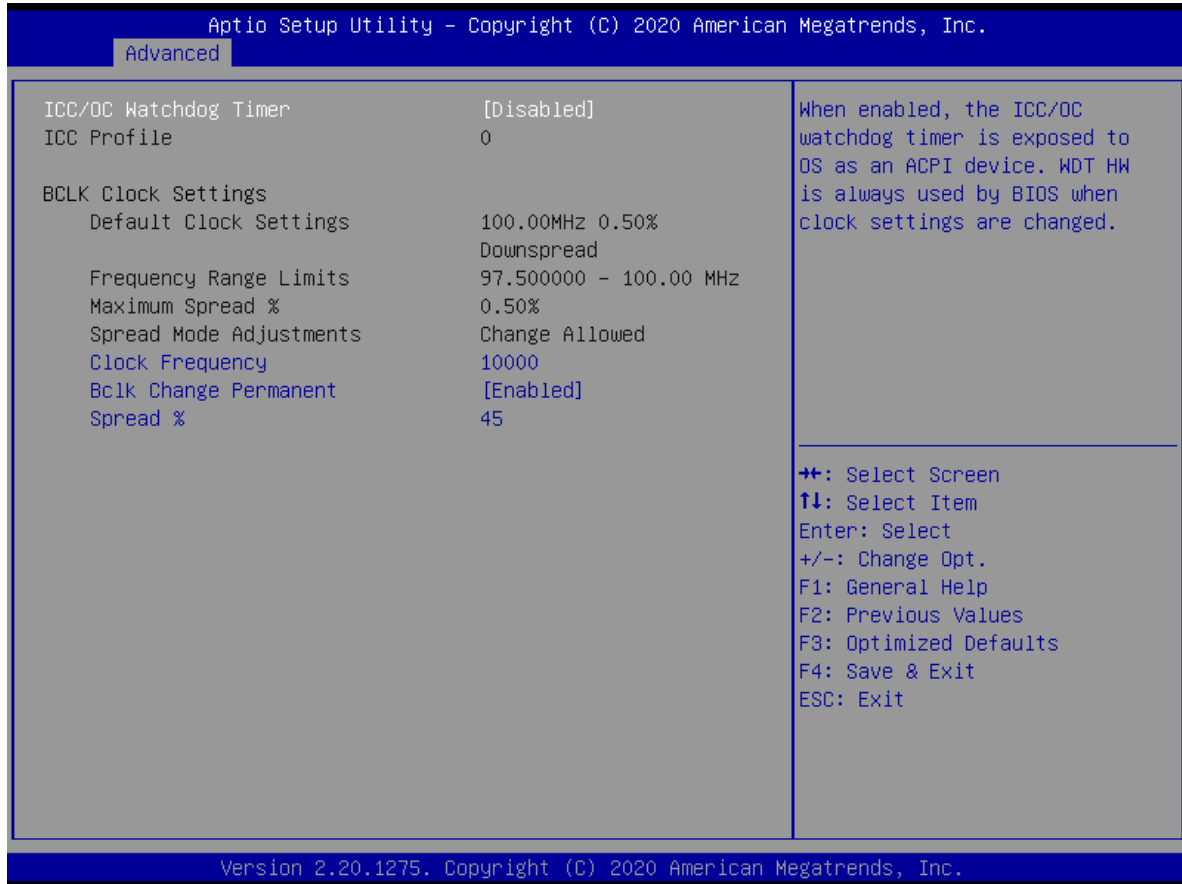 Aptio Setup Utility – Copyright (C) 2020 American Megatrends, Inc.
Advanced
ICC/OC Watchdog Timer [Disabled]
ICC Profile 0
BCLK Clock Settings
Default Clock Settings 100.00MHz 0.50%
Downspread
Frequency Range Limits 97.500000 – 100.00 MHz
Maximum Spread % 0.50%
Spread Mode Adjustments Change Allowed
Clock Frequency 10000
Bclk Change Permanent [Enabled]
Spread % 45
When enabled, the ICC/OC
watchdog timer is exposed to
OS as an ACPI device. WDT HW
is always used by BIOS when
clock settings are changed.
→←: Select Screen
↑↓: Select Item
Enter: Select
+/-: Change Opt.
F1: General Help
F2: Previous Values
F3: Optimized Defaults
F4: Save & Exit
ESC: Exit
Version 2.20.1275. Copyright (C) 2020 American Megatrends, Inc.